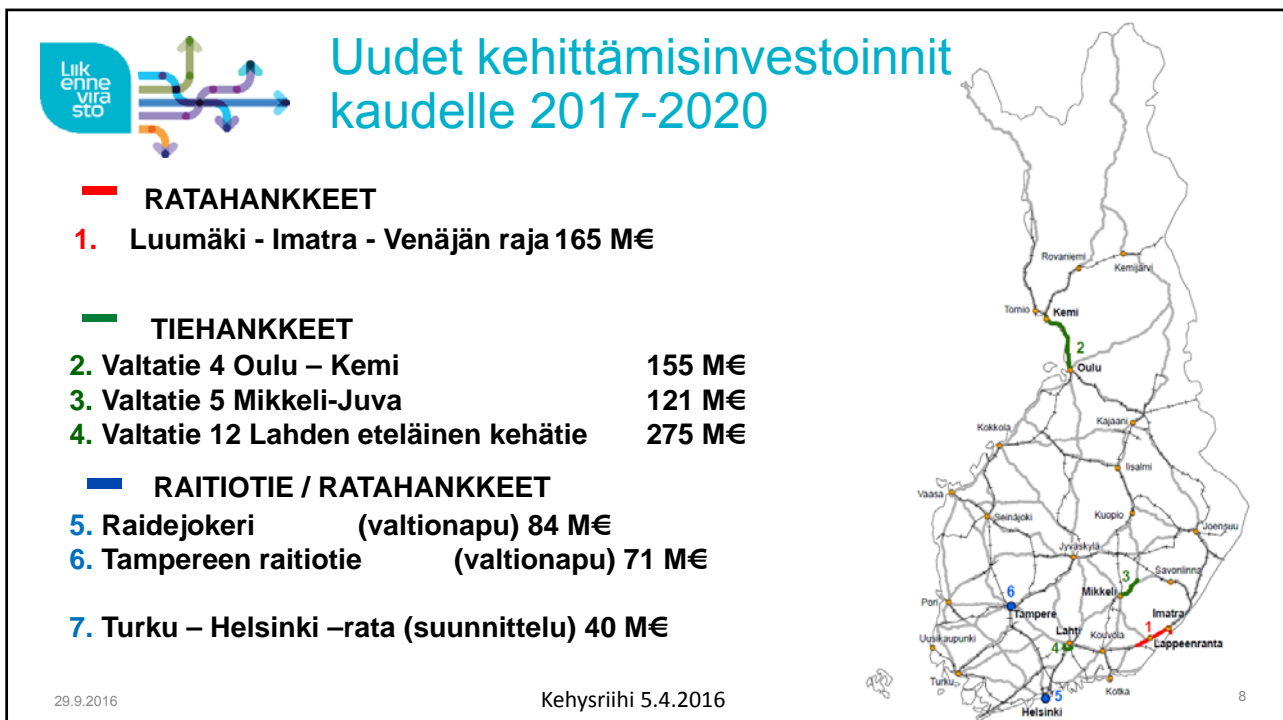 Liik
enne
vira
sto
Uudet kehittämisinvestoinnit
kaudelle 2017-2020
RATAHANKKEET
1. Luumäki - Imatra - Venäjän raja 165 M€
TIEHANKKEET
2. Valtatie 4 Oulu – Kemi 155 M€
3. Valtatie 5 Mikkeli-Juva 121 M€
4. Valtatie 12 Lahden eteläinen kehätie 275 M€
RAITIOTIE / RATAHANKKEET
5. Raidejokeri (valtionapu) 84 M€
6. Tampereen raitiotie (valtionapu) 71 M€
7. Turku – Helsinki –rata (suunnittelu) 40 M€
Rovaniemi
Kemijärvi
Tornio
Kemi
2
Oulu
Kajaani
Kokkola
Iisalmi
Vaasa
Seinäjoki
Kuopio
Joensuu
Jyväskylä
Savonlinna
3
Mikkeli
6
Pori
Tampere
Imatra
1
Lahti
Kouvola
Lappeenranta
Uusikaupunki
4
Turku
Kotka
5
Helsinki
29.9.2016
Kehysriihi 5.4.2016
8